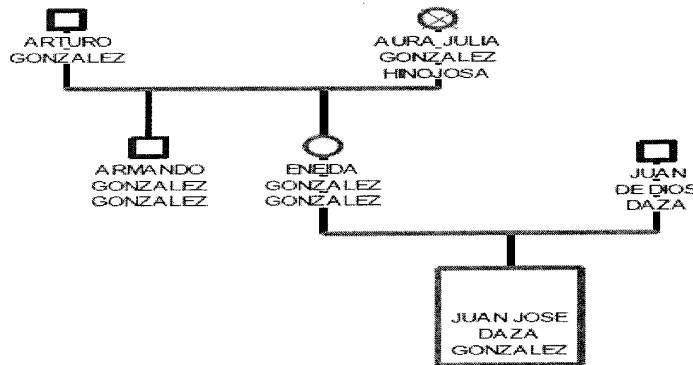 ARTURO
GONZALEZ
AURA JULIA
GONZALEZ
HINOJOSA
ARMANDO
GONZALEZ
GONZALEZ
ENEIDA
GONZALEZ
GONZALEZ
JUAN
DE DIOS
DAZA
JUAN JOSE
DAZA
GONZALEZ